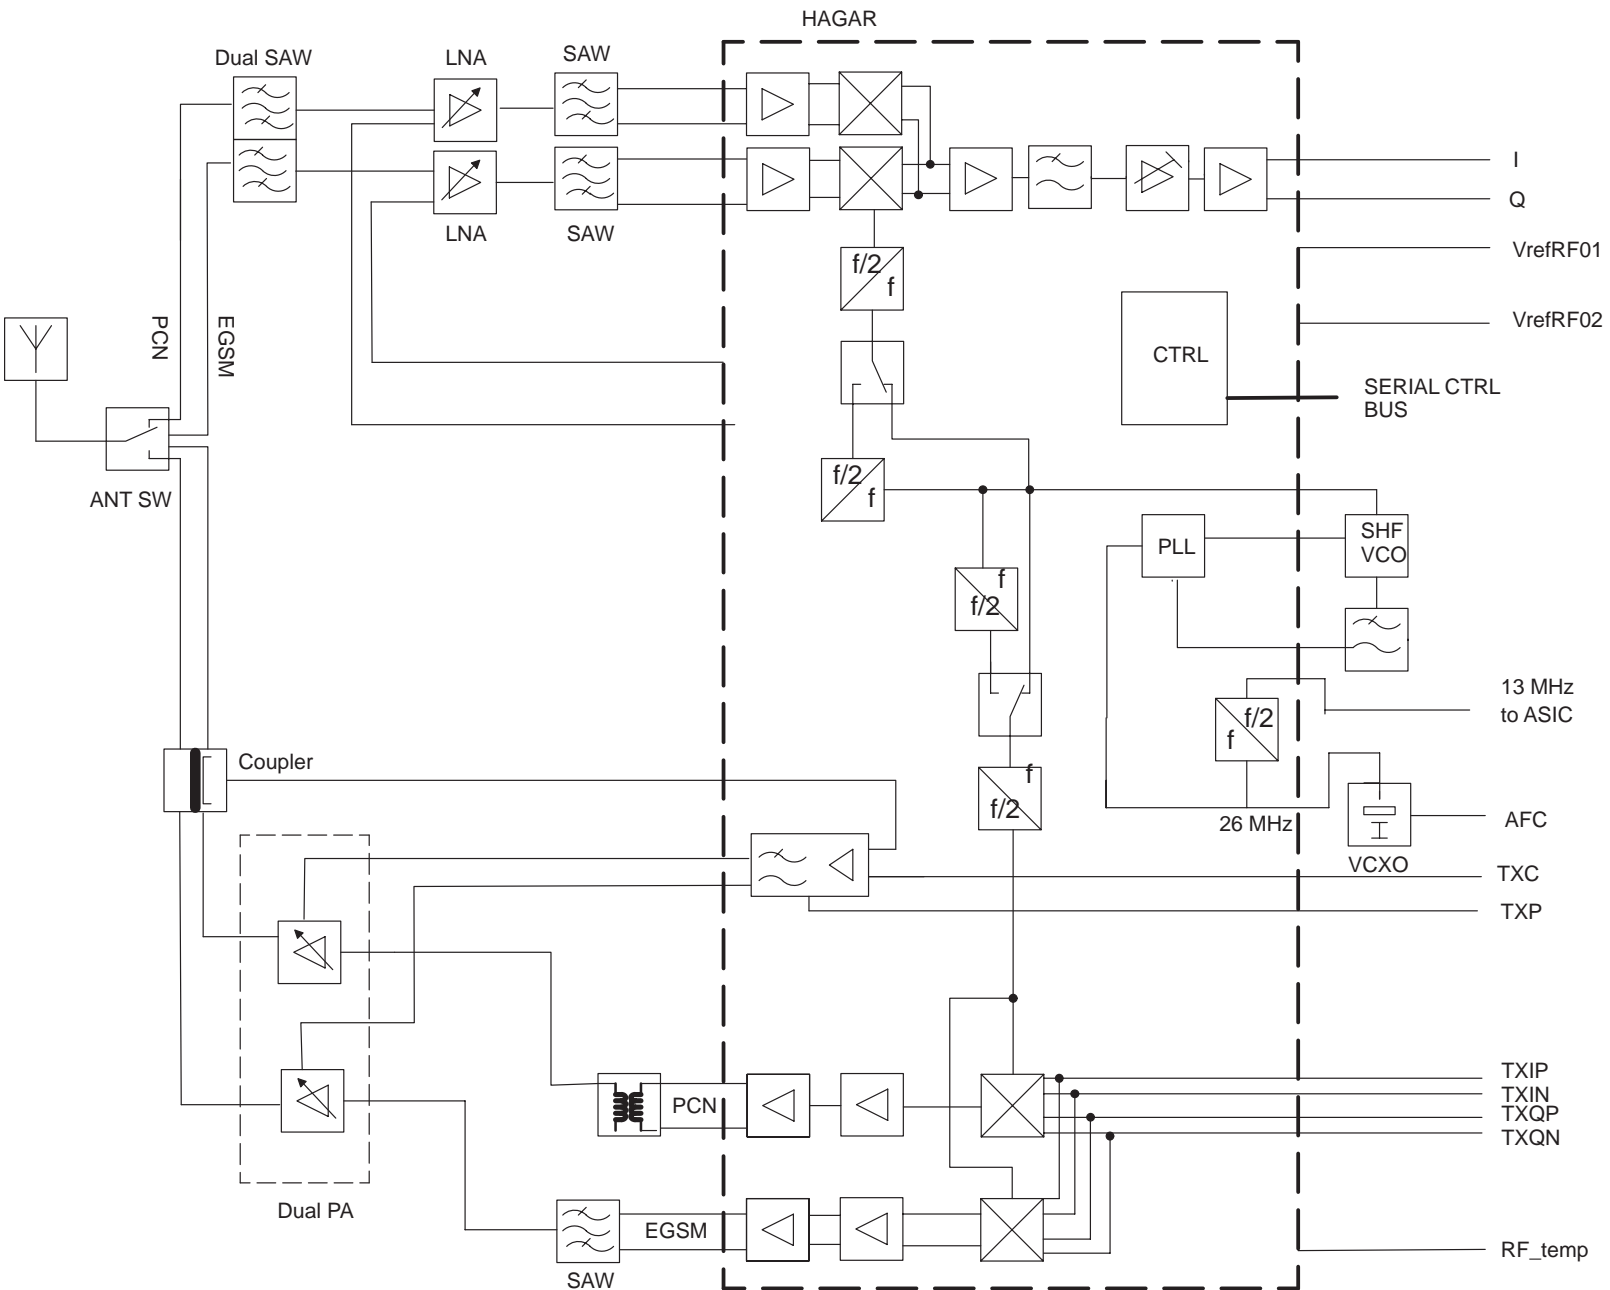 HAGAR
Dual SAW
LNA
SAW
LNA
SAW
I
Q
VrefRF01
VrefRF02
f/2
f
PCN
EGSM
CTRL
SERIAL CTRL
BUS
ANT SW
f/2
f
PLL
SHF
VCO
f
f/2
13 MHz
to ASIC
f/2
f
Coupler
f
f/2
26 MHz
AFC
VCXO
TXC
TXP
TXIP
TXIN
TXQP
TXQN
PCN
Dual PA
EGSM
SAW
RF_temp